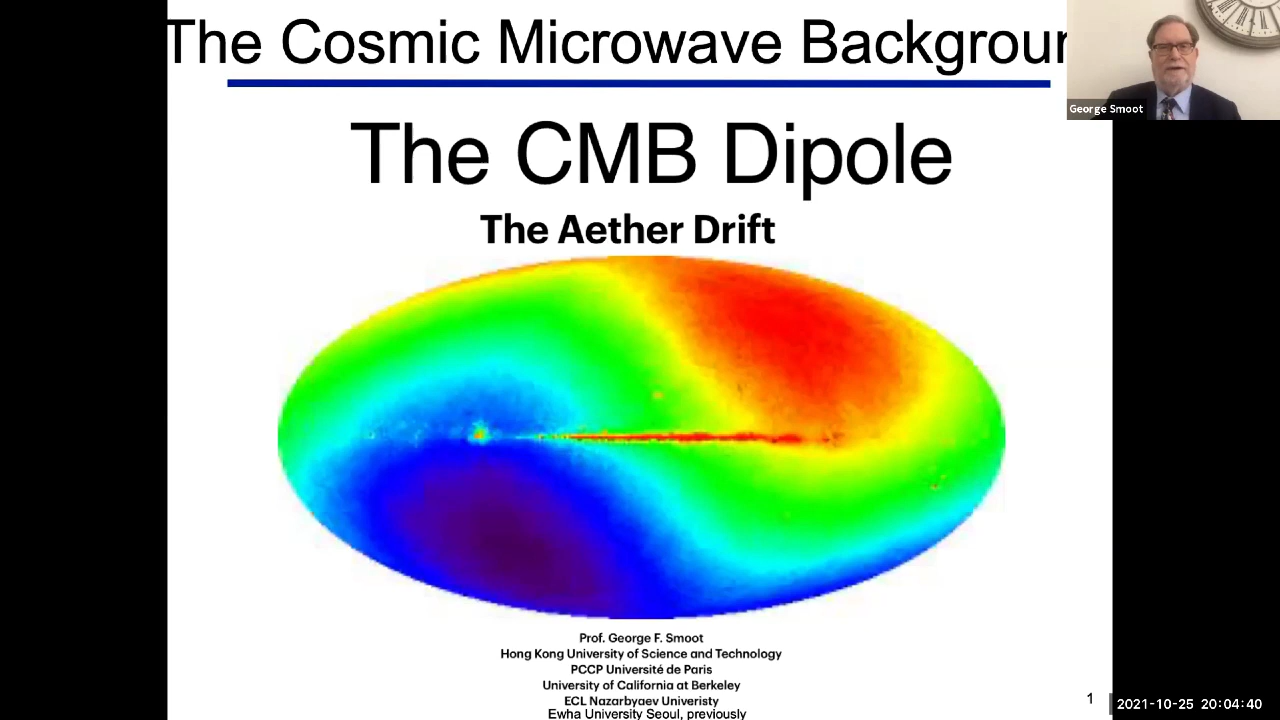 The Cosmic Microwave Backgroun
George Smoot
The CMB Dipole
The Aether Drift
Prof. George F. Smoot
Hong Kong University of Science and Technology
PCCP Université de Paris
University of California at Berkeley
ECL Nazarbyaev Univeristy
Ewha University Seoul, previously
1
2021-10-25 20:04:40